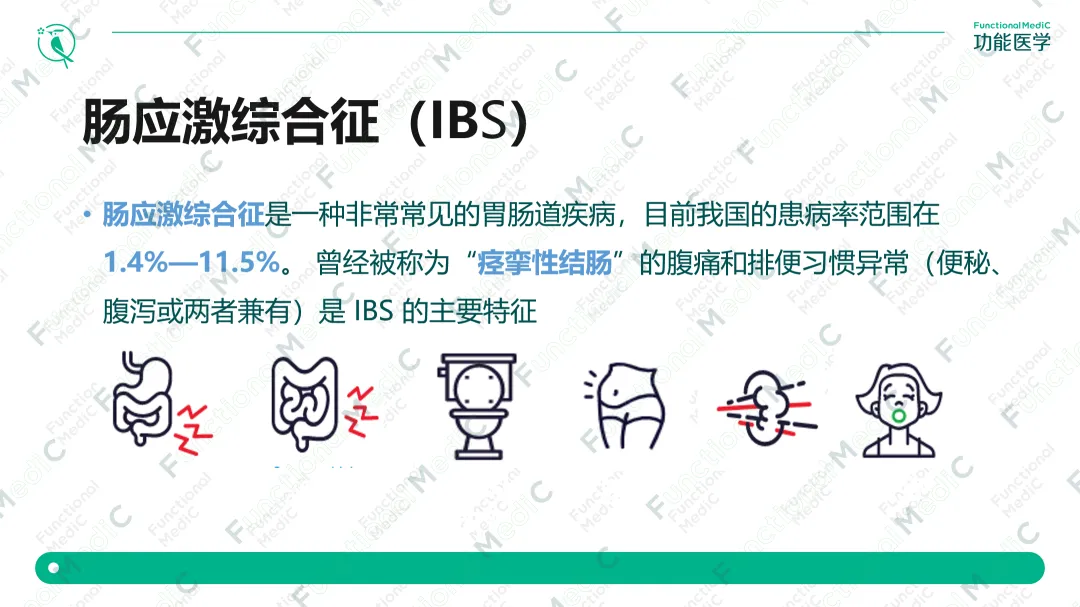 FunctionalMediC
功能医学
肠应激综合征（IBS）
• 肠应激综合征是一种非常常见的胃肠道疾病，目前我国的患病率范围在
1.4%—11.5%。 曾经被称为“痉挛性结肠”的腹痛和排便习惯异常（便秘、
腹泻或两者兼有）是 IBS 的主要特征